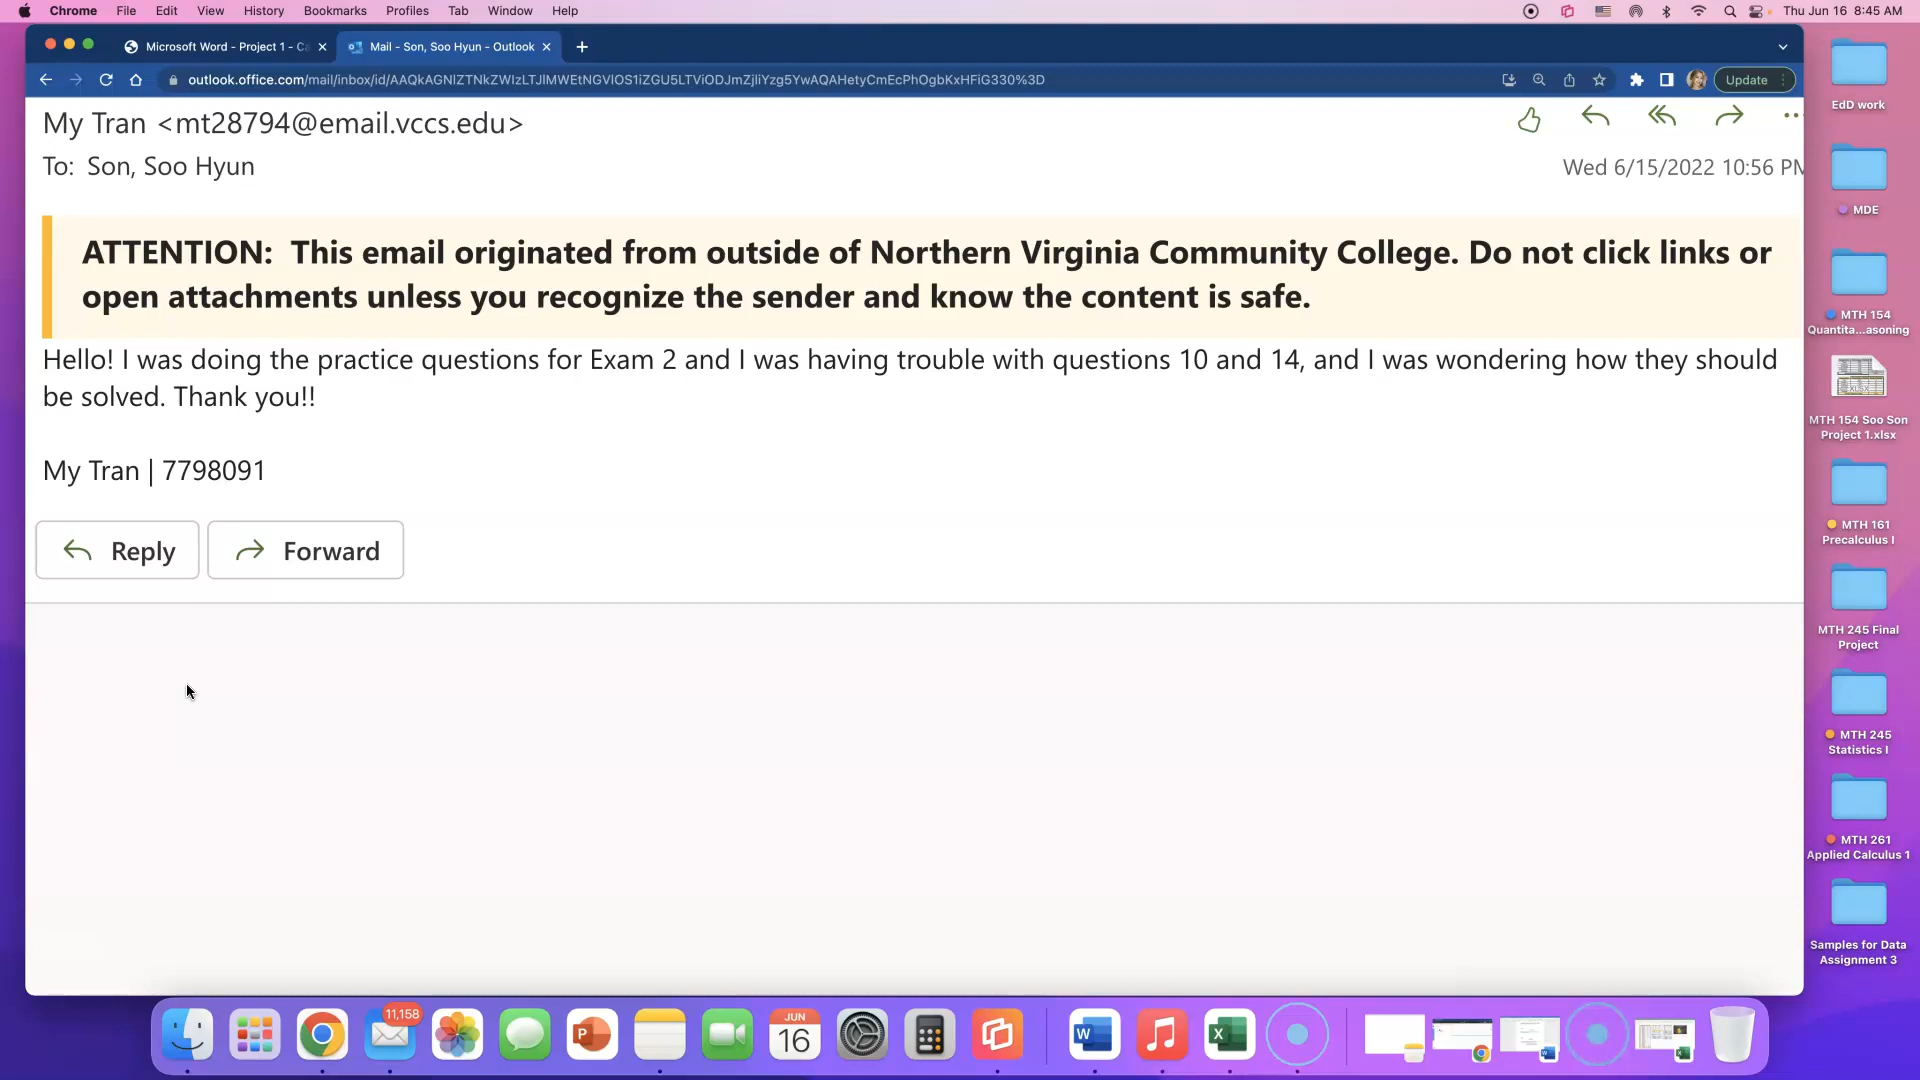 Chrome File Edit View History Bookmarks Profiles Tab Window Help Thu Jun 16 8:45 AM
Microsoft Word - Project 1 - Ca Mail - Son, Soo Hyun - Outlook
outlook.office.com/mail/inbox/id/ Update
My Tran <mt28794@email.vccs.edu>
To: Son, Soo Hyun
Wed 6/15/2022 10:56 PM
ATTENTION: This email originated from outside of Northern Virginia Community College. Do not click links or
open attachments unless you recognize the sender and know the content is safe.
Hello! I was doing the practice questions for Exam 2 and I was having trouble with questions 10 and 14, and I was wondering how they should
be solved. Thank you!!
My Tran | 7798091
Reply Forward
EdD work
MDE
MTH 154
Quantita...asoning
MTH 154 Soo Son
Project 1.xlsx
MTH 161
Precalculus I
MTH 245 Final
Project
MTH 245
Statistics I
MTH 261
Applied Calculus 1
Samples for Data
Assignment 3
11,158
JUN
16